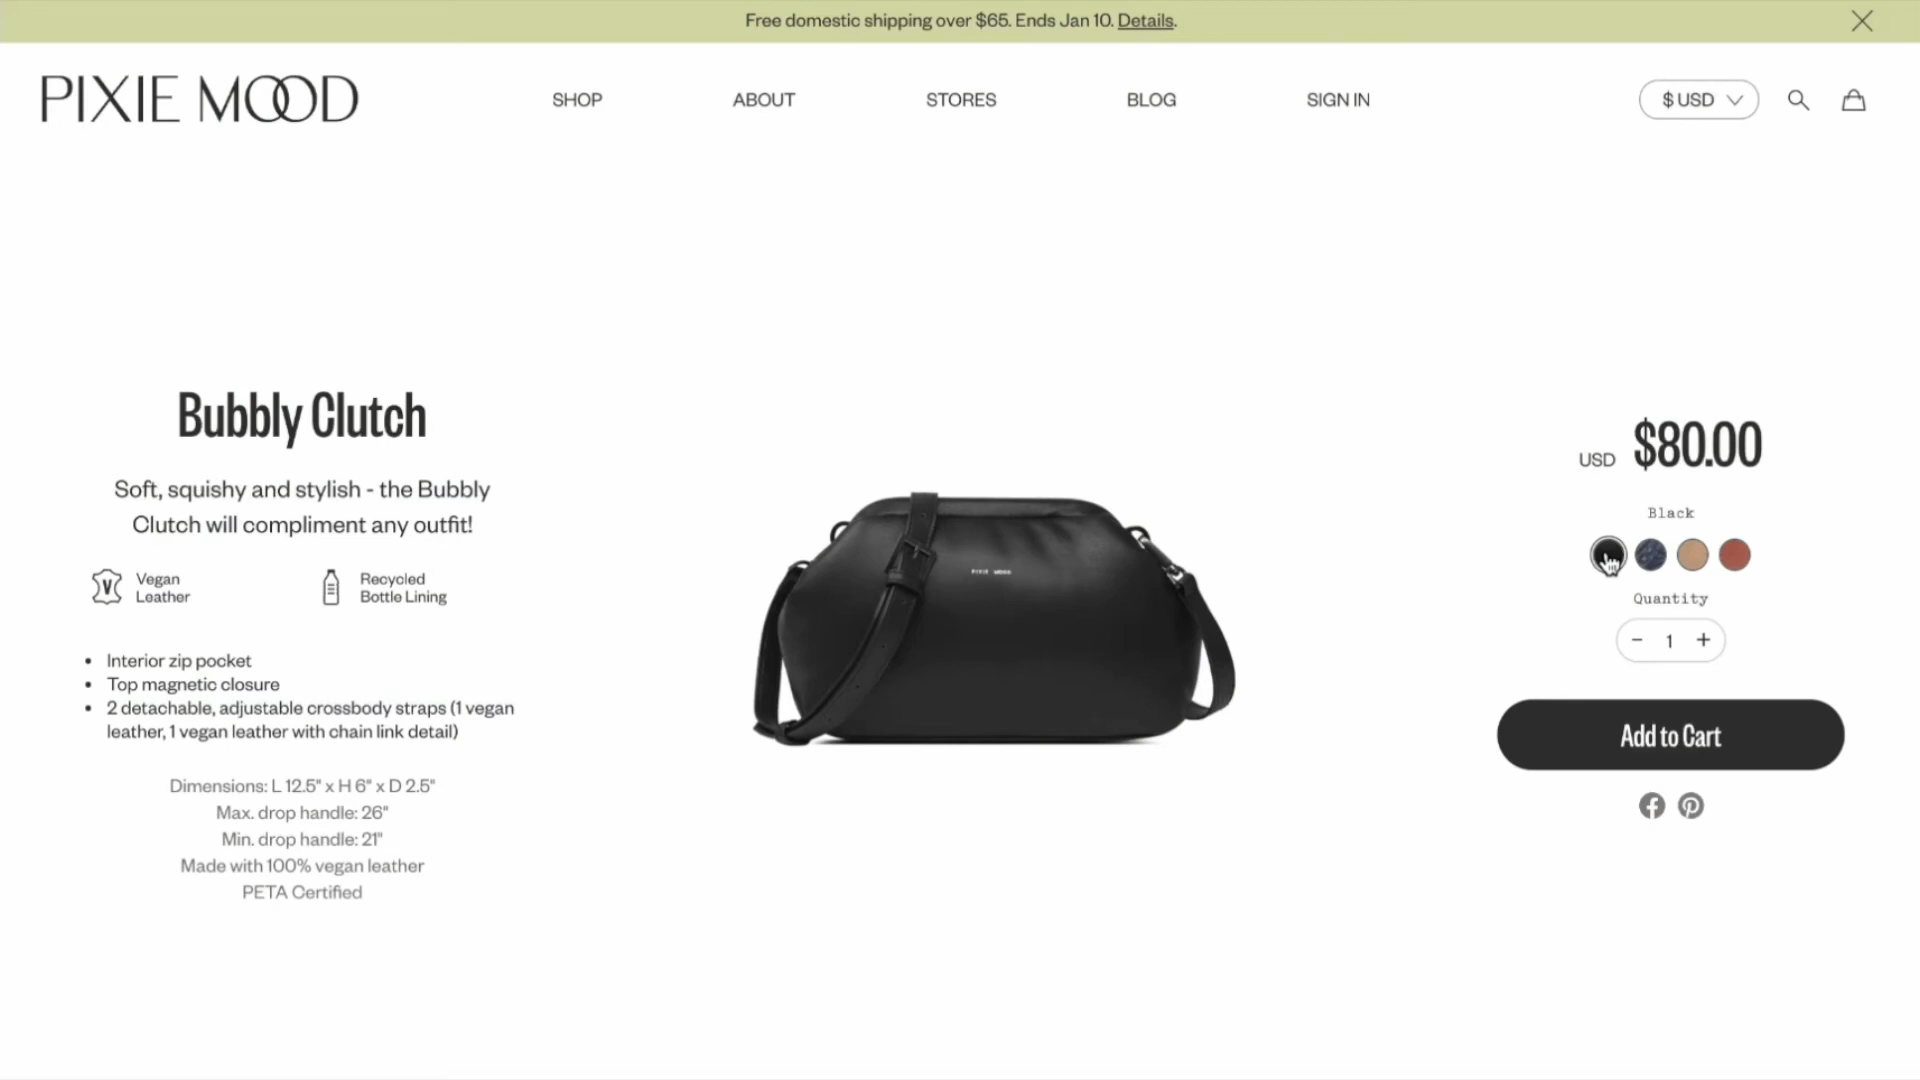 Free domestic shipping over $65. Ends Jan 10. Details.
PIXIE MOOD
SHOP
ABOUT
STORES
BLOG
SIGN IN
$ USD
Bubbly Clutch
Soft, squishy and stylish - the Bubbly
Clutch will compliment any outfit!
Vegan
Leather
Recycled
Bottle Lining
• Interior zip pocket
• Top magnetic closure
• 2 detachable, adjustable crossbody straps (1 vegan
leather, 1 vegan leather with chain link detail)
Dimensions: L 12.5" x H 6" x D 2.5"
Max. drop handle: 26"
Min. drop handle: 21"
Made with 100% vegan leather
PETA Certified
PIXIE MOOD
USD $80.00
Black
Quantity
− 1 +
Add to Cart